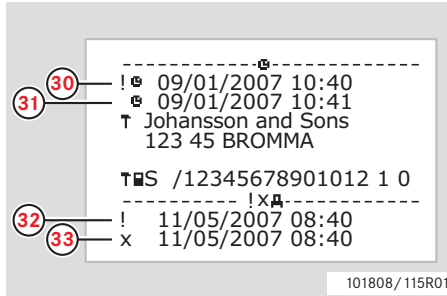 30 ! 09/01/2007 10:40
31 09/01/2007 10:41
Johansson and Sons
123 45 BROMMA
S /12345678901012 1 0
!x
32 ! 11/05/2007 08:40
33 x 11/05/2007 08:40
101808/115R01